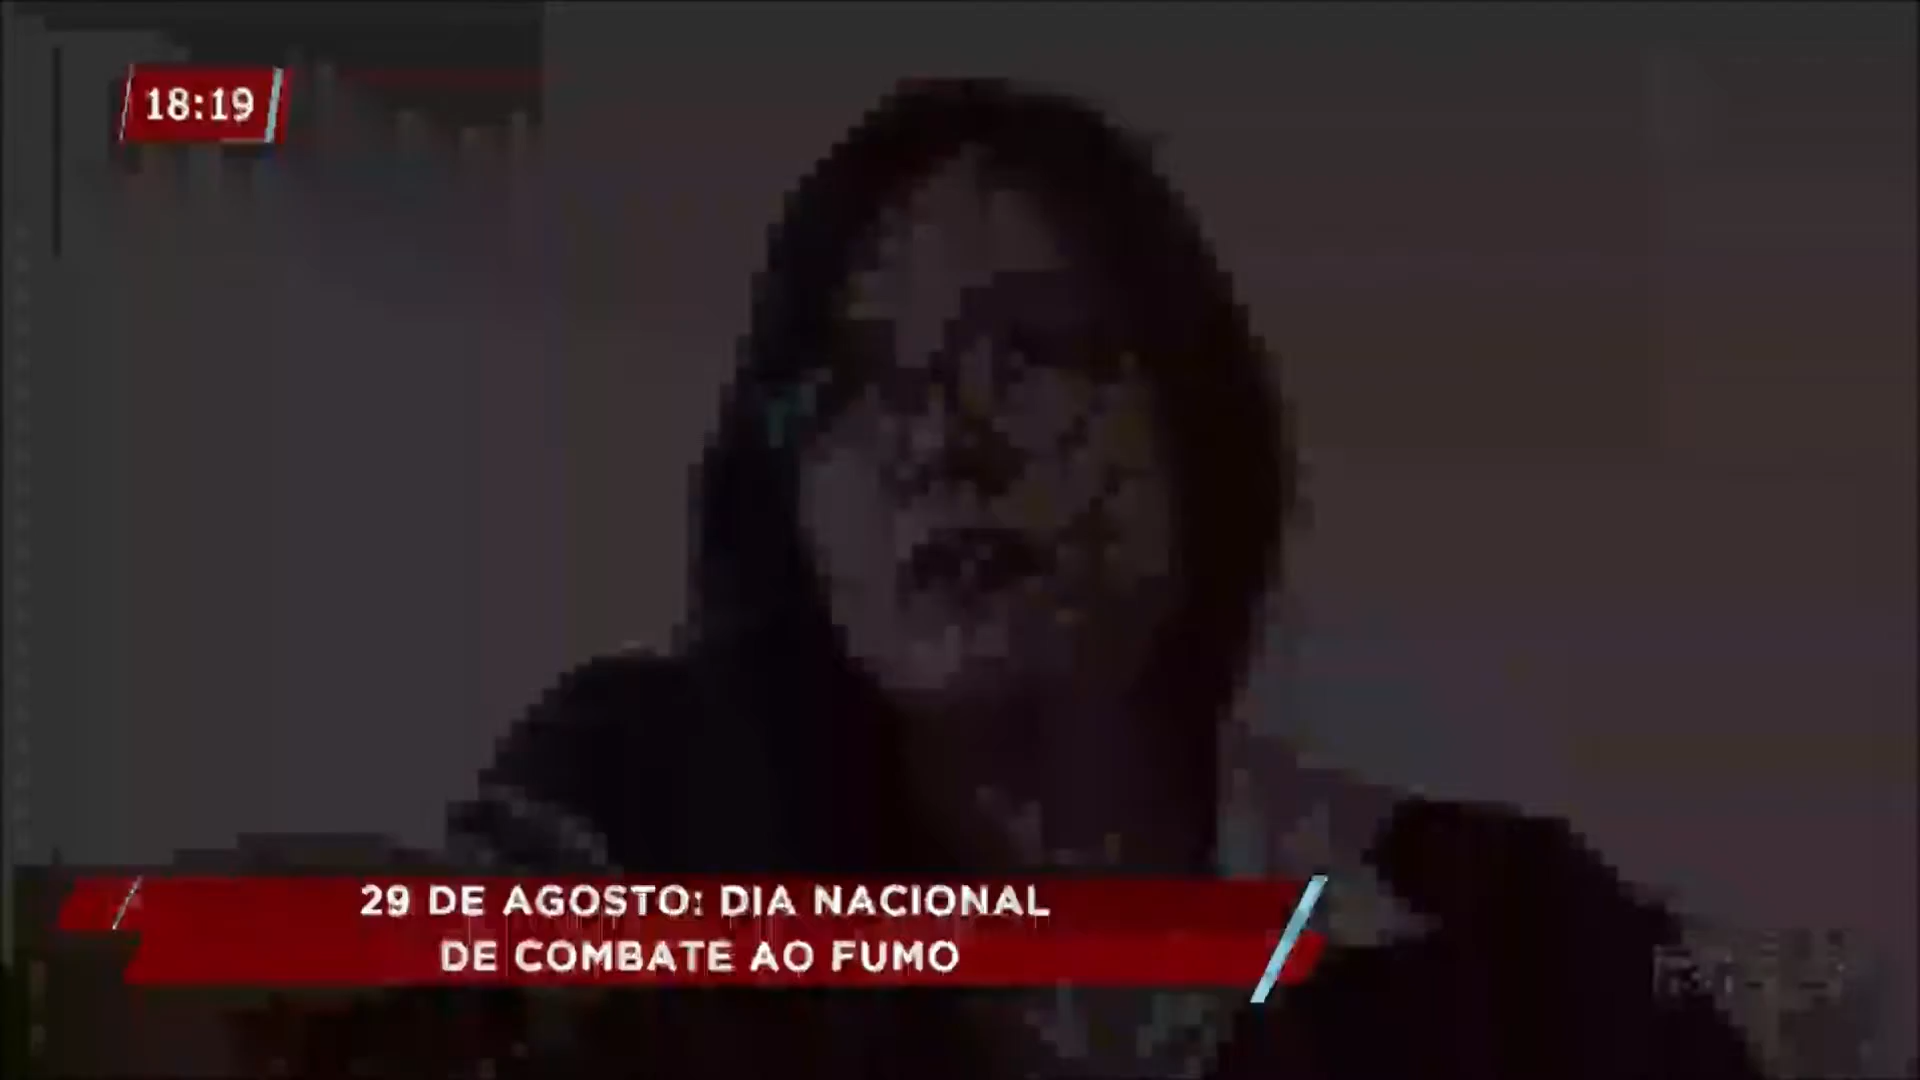 18:19
29 DE AGOSTO: DIA NACIONAL
DE COMBATE AO FUMO